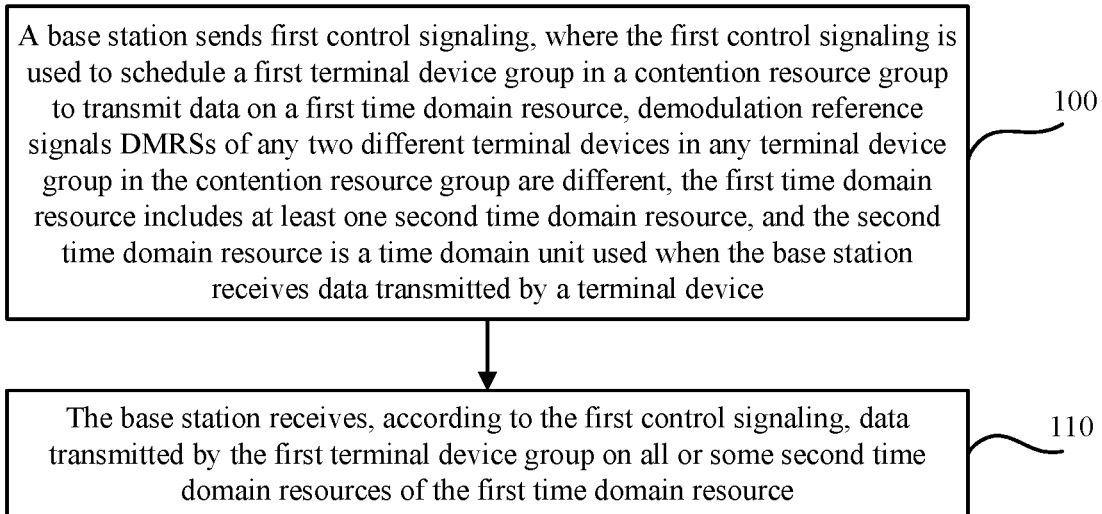 A base station sends first control signaling, where the first control signaling is
used to schedule a first terminal device group in a contention resource group
to transmit data on a first time domain resource, demodulation reference
signals DMRSs of any two different terminal devices in any terminal device
group in the contention resource group are different, the first time domain
resource includes at least one second time domain resource, and the second
time domain resource is a time domain unit used when the base station
receives data transmitted by a terminal device
100
The base station receives, according to the first control signaling, data
transmitted by the first terminal device group on all or some second time
domain resources of the first time domain resource
110